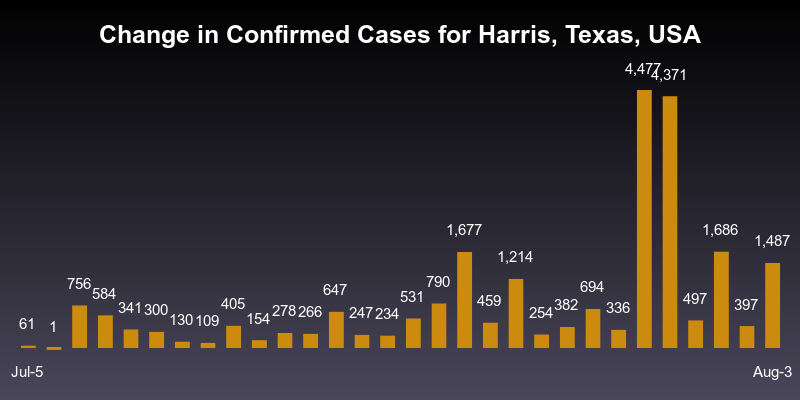 Change in Confirmed Cases for Harris, Texas, USA
61 1 756 584 341 300 130 109 405 154 278 266 647 247 234 531 790 1,677 459 1,214 254 382 694 336 4,477 4,371 497 1,686 397 1,487
Jul-5 Aug-3